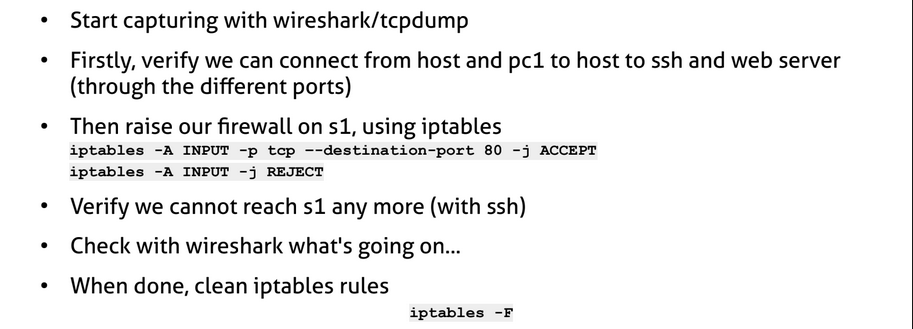 • Start capturing with wireshark/tcpdump
• Firstly, verify we can connect from host and pc1 to host to ssh and web server
(through the different ports)
• Then raise our firewall on s1, using iptables
iptables -A INPUT -p tcp --destination-port 80 -j ACCEPT
iptables -A INPUT -j REJECT
• Verify we cannot reach s1 any more (with ssh)
• Check with wireshark what's going on...
• When done, clean iptables rules
iptables -F